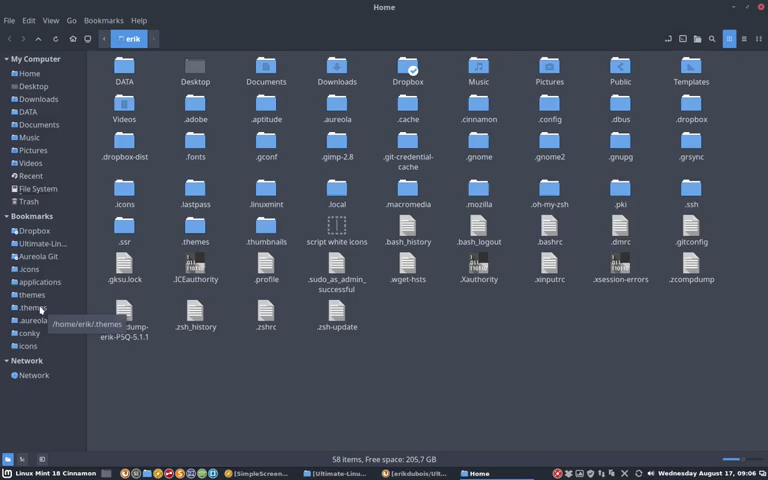 Home
File Edit View Go Bookmarks Help
erik
My Computer
Home
Desktop
Downloads
DATA
Documents
Music
Pictures
Videos
Recent
File System
Trash
Bookmarks
Dropbox
Ultimate-Lin...
Aureola Git
.icons
applications
themes
.themes
.aureola
conky
icons
Network
Network
/home/erik/.themes
DATA Desktop Documents Downloads Dropbox Music Pictures Public Templates
Videos .adobe .aptitude .aureola .cache .cinnamon .config .dbus .dropbox
.dropbox-dist .fonts .gconf .gimp-2.8 .git-credential-cache .gnome .gnome2 .gnupg .grsync
.icons .lastpass .linuxmint .local .macromedia .mozilla .oh-my-zsh .pki .ssh
.ssr .themes .thumbnails script white icons .bash_history .bash_logout .bashrc .dmrc .gitconfig
.gksu.lock .ICEauthority .profile .sudo_as_admin_successful .wget-hsts .Xauthority .xinputrc .xsession-errors .zcompdump
dump-erik-P5Q-5.1.1 .zsh_history .zshrc .zsh-update
58 items, Free space: 205,7 GB
Linux Mint 18 Cinnamon [SimpleScreen... [Ultimate-Linu... [erikdubois/Ult... Home Wednesday August 17, 09:06